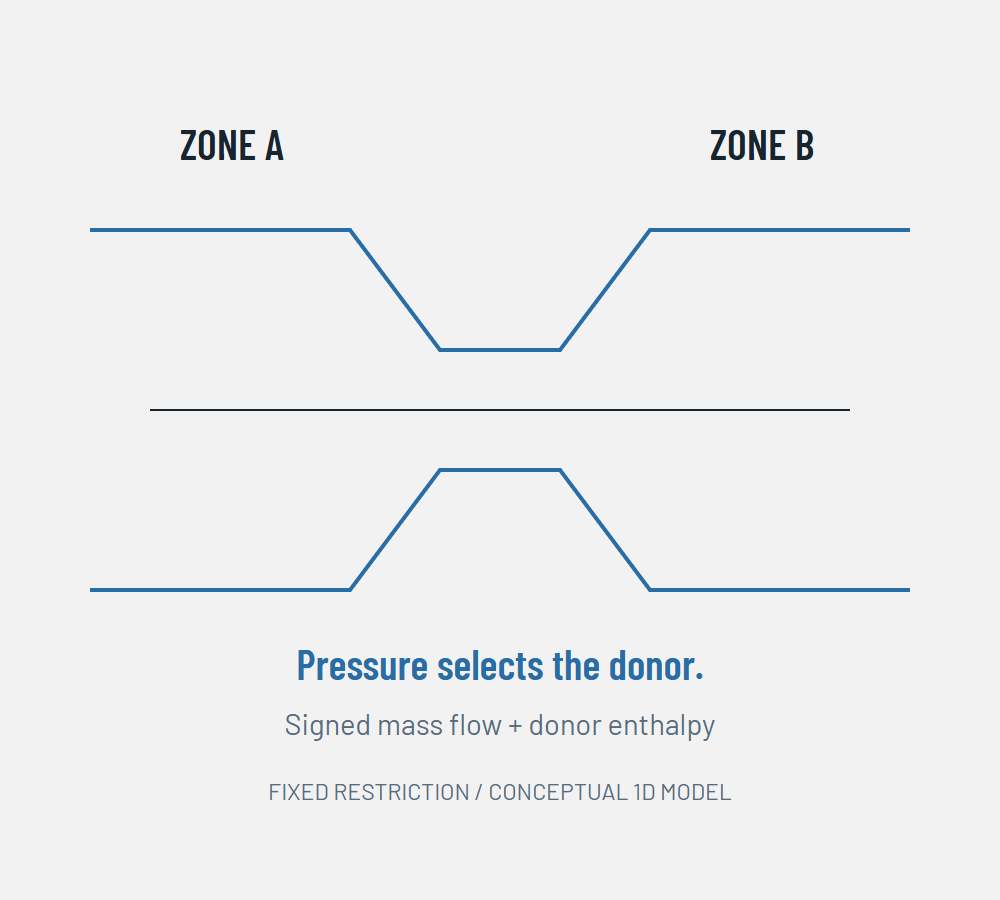 ZONE A
ZONE B
Pressure selects the donor.
Signed mass flow + donor enthalpy
FIXED RESTRICTION / CONCEPTUAL 1D MODEL